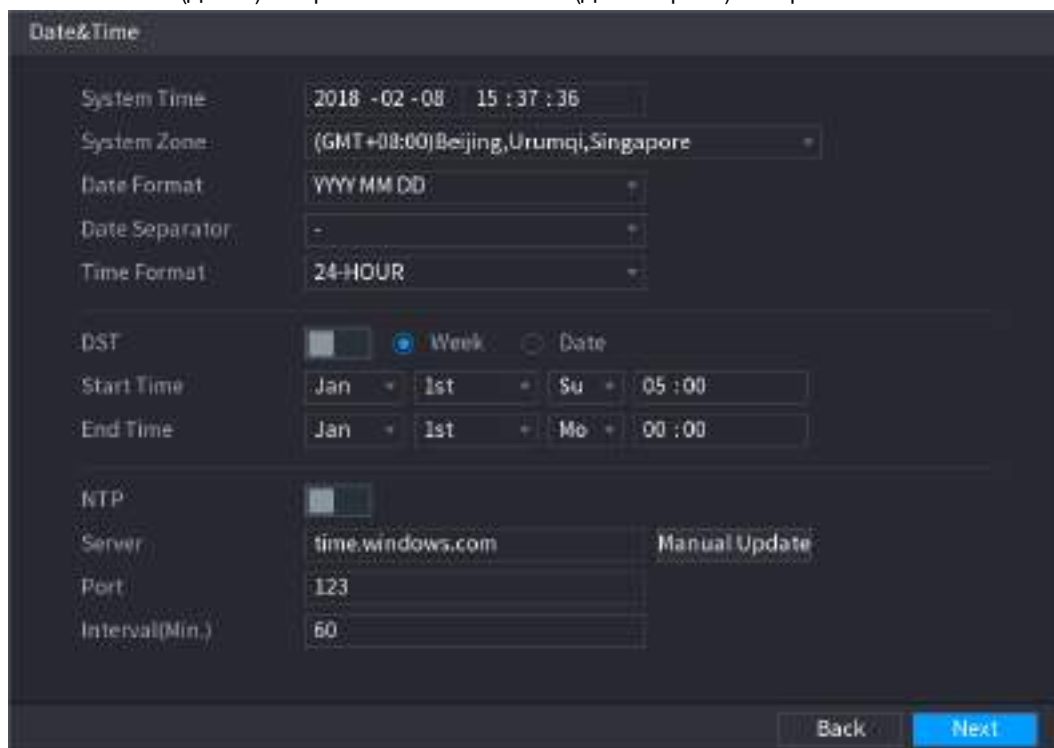 Date&Time
System Time 2018 -02 -08 15 : 37 : 36
System Zone (GMT+08:00)Beijing,Urumqi,Singapore
Date Format YYYY MM DD
Date Separator -
Time Format 24-HOUR
DST Week Date
Start Time Jan 1st Su 05 : 00
End Time Jan 1st Mo 00 : 00
NTP
Server time.windows.com Manual Update
Port 123
Interval(Min.) 60
Back Next